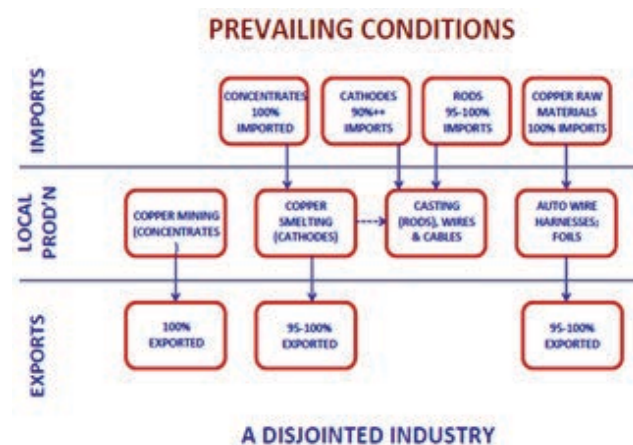 PREVAILING CONDITIONS
IMPORTS
CONCENTRATES
100%
IMPORTED
CATHODES
90%++
IMPORTS
RODS
95-100%
IMPORTS
COPPER RAW
MATERIALS
100% IMPORTS
LOCAL
PROD'N
COPPER MINING
(CONCENTRATES
)
COPPER
SMELTING
(CATHODES)
CASTING
(RODS), WIRES
& CABLES
AUTO WIRE
HARNESSES;
FOILS
EXPORTS
100%
EXPORTED
95-100%
EXPORTED
95-100%
EXPORTED
A DISJOINTED INDUSTRY